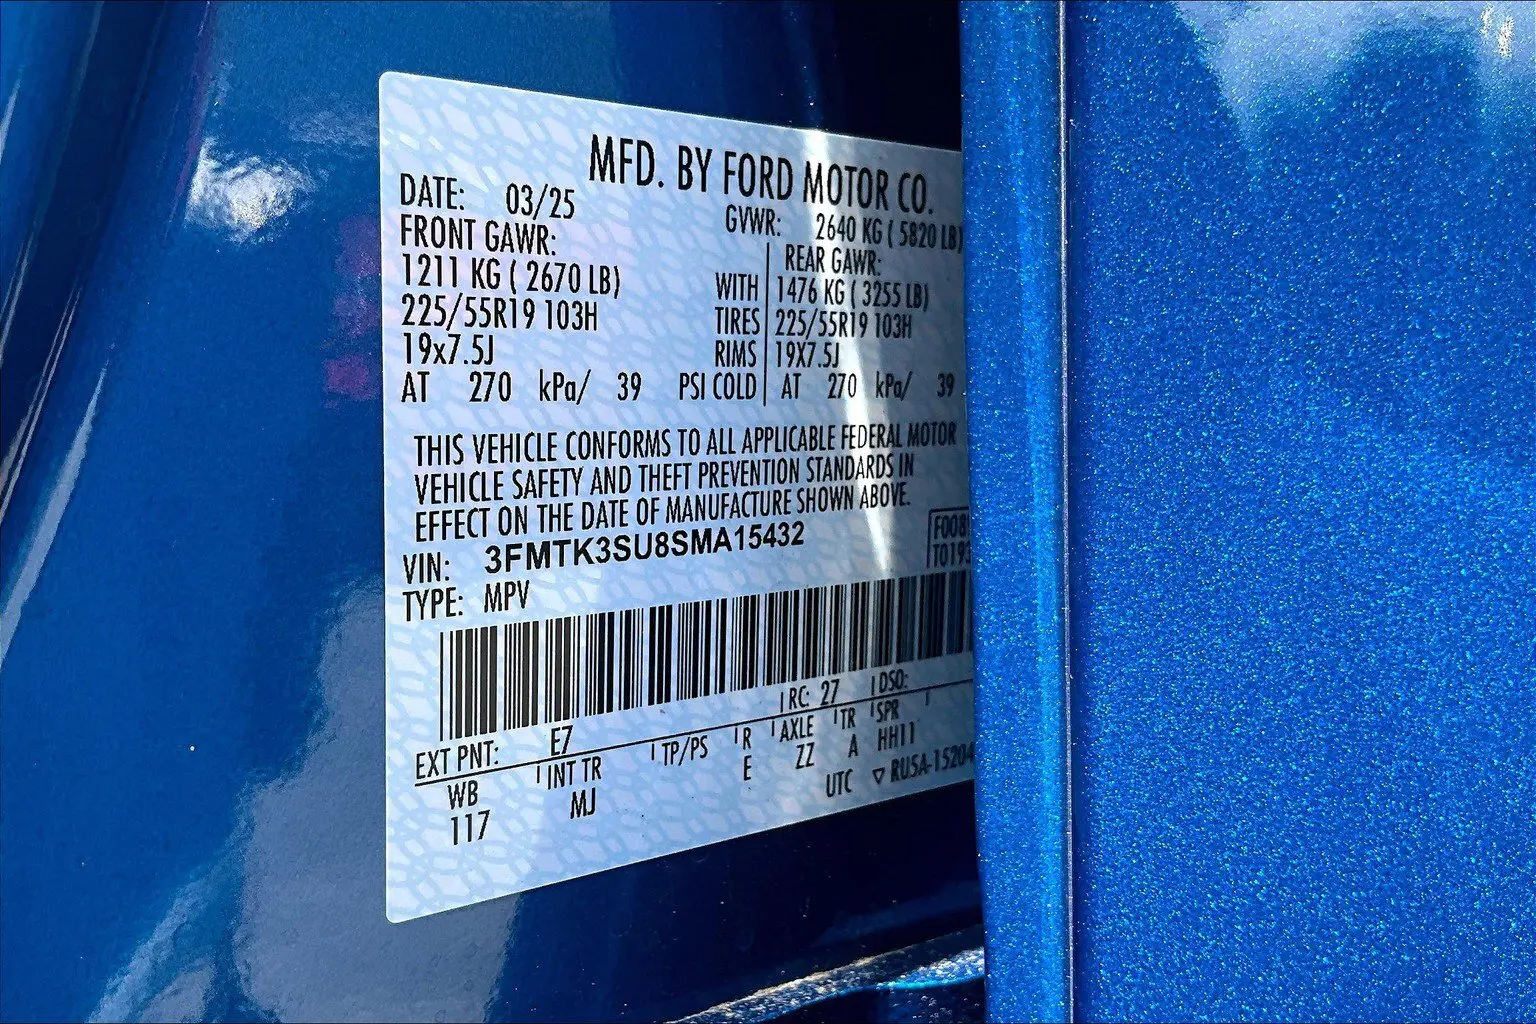 MFD. BY FORD MOTOR CO.
DATE: 03/25
GVWR: 2640 KG ( 5820 LB)
FRONT GAWR:
REAR GAWR:
1211 KG ( 2670 LB)
WITH
1476 KG ( 3255 LB)
225/55R19 103H
TIRES
225/55R19 103H
19x7.5J
RIMS
19X7.5J
AT 270 kPa/ 39 PSI COLD
AT 270 kPa/ 39
THIS VEHICLE CONFORMS TO ALL APPLICABLE FEDERAL MOTOR
VEHICLE SAFETY AND THEFT PREVENTION STANDARDS IN
EFFECT ON THE DATE OF MANUFACTURE SHOWN ABOVE.
F008
T0193
VIN: 3FMTK3SU8SMA15432
TYPE: MPV
EXT PNT: E7
RC: 27
DSO:
WB
INT TR
TP/PS
R
AXLE
TR
SPR
117
MJ
E
ZZ
A
HH11
UTC
▽ RUSA-15204